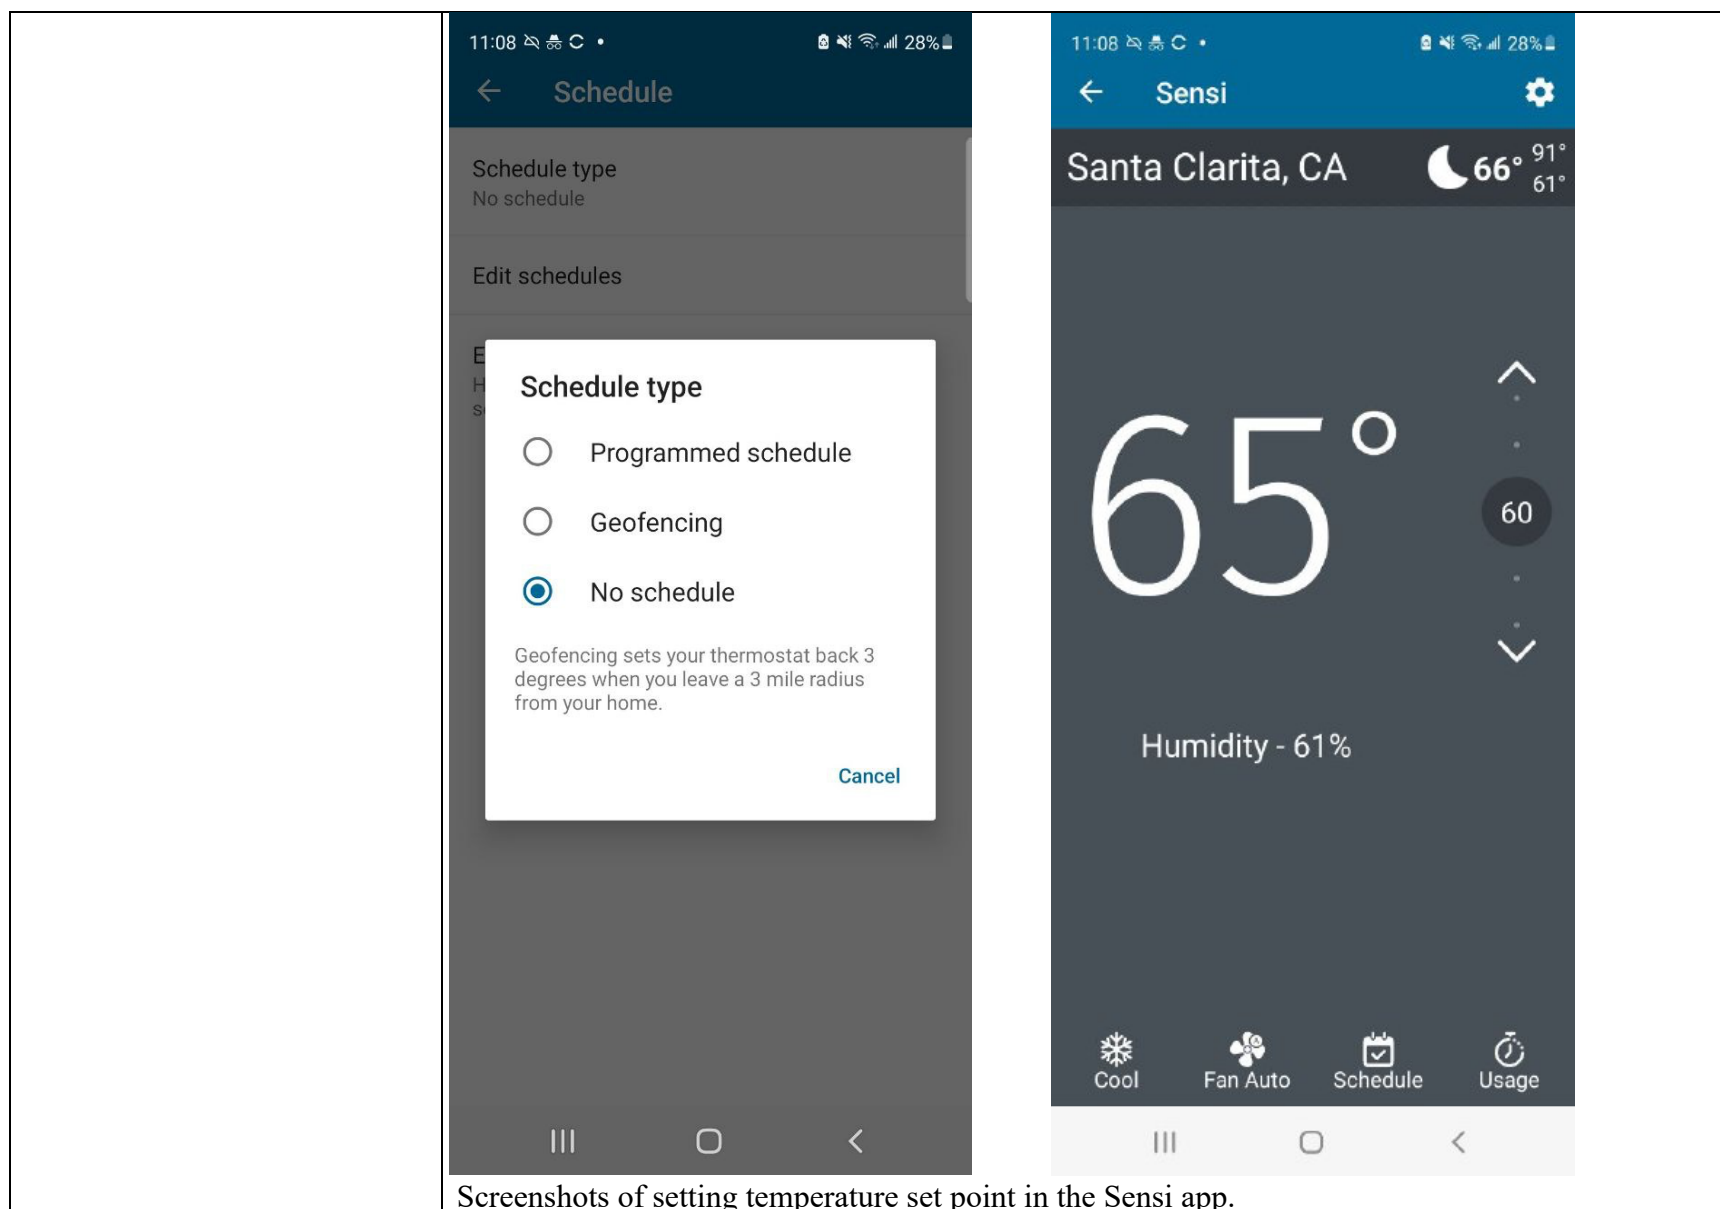 11:08
28%
Schedule
Schedule type
No schedule
Edit schedules
E
H
s
Schedule type
Programmed schedule
Geofencing
No schedule
Geofencing sets your thermostat back 3
degrees when you leave a 3 mile radius
from your home.
Cancel
11:08
28%
Sensi
Santa Clarita, CA
66° 91°
61°
65°
60
Humidity - 61%
Cool
Fan Auto
Schedule
Usage
Screenshots of setting temperature set point in the Sensi app.